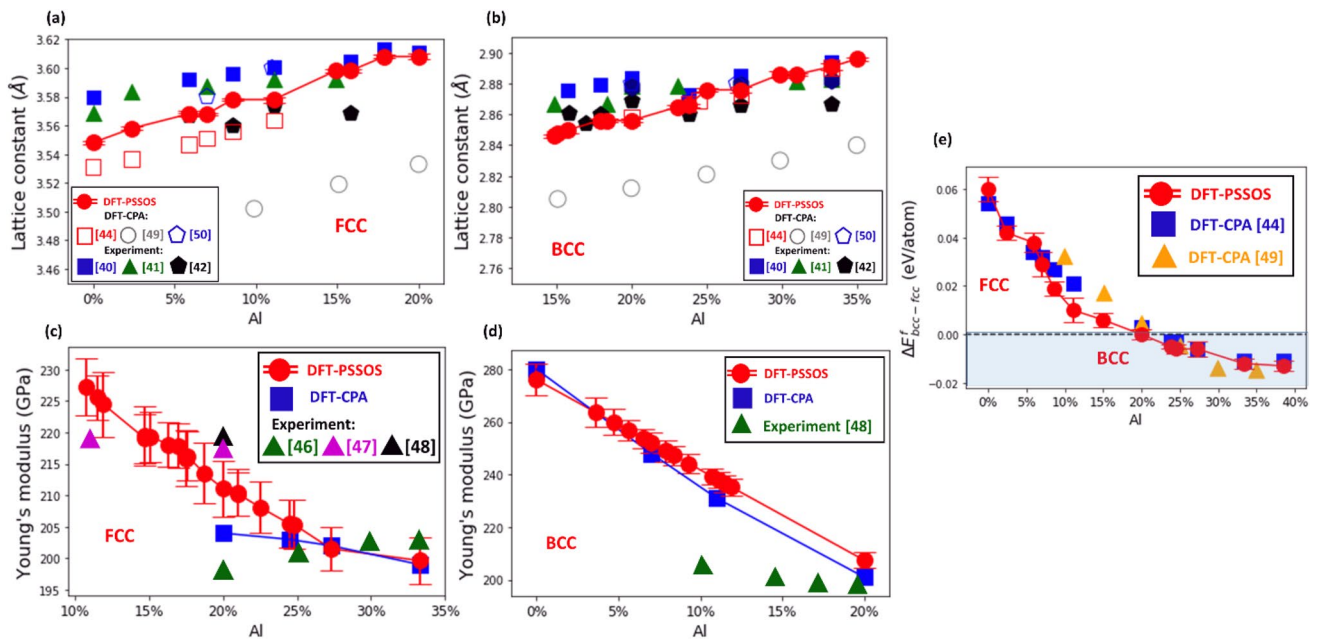 (a)
Lattice constant (Å)
3.62
3.60
3.58
3.56
3.54
3.52
3.50
3.48
3.46
DFT-PSSOS
DFT-CPA:
[44] [49] [50]
Experiment:
[40] [41] [42]
FCC
0% 5% 10% 15% 20%
Al
(b)
Lattice constant (Å)
2.90
2.88
2.86
2.84
2.82
2.80
2.78
2.76
BCC
DFT-PSSOS
DFT-CPA:
[44] [49] [50]
Experiment:
[40] [41] [42]
15% 20% 25% 30% 35%
Al
(c)
Young's modulus (GPa)
230
225
220
215
210
205
200
195
DFT-PSSOS
DFT-CPA
Experiment:
[46] [47] [48]
FCC
10% 15% 20% 25% 30% 35%
Al
(d)
Young's modulus (GPa)
280
260
240
220
200
DFT-PSSOS
DFT-CPA
Experiment [48]
BCC
0% 5% 10% 15% 20%
Al
(e)
ΔE^f_{bcc−fcc} (eV/atom)
0.06
0.04
0.02
0.00
−0.02
DFT-PSSOS
DFT-CPA [44]
DFT-CPA [49]
FCC
BCC
0% 5% 10% 15% 20% 25% 30% 35% 40%
Al